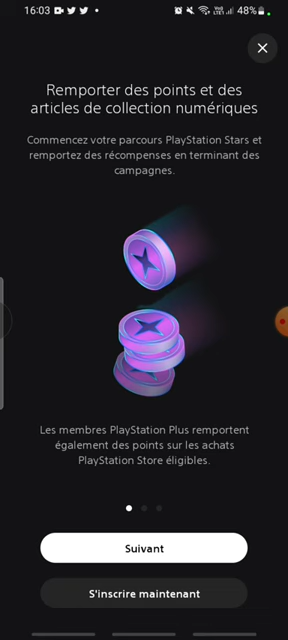 16:03
48%
Remporter des points et des
articles de collection numériques
Commencez votre parcours PlayStation Stars et
remportez des récompenses en terminant des
campagnes.
Les membres PlayStation Plus remportent
également des points sur les achats
PlayStation Store éligibles.
Suivant
S'inscrire maintenant